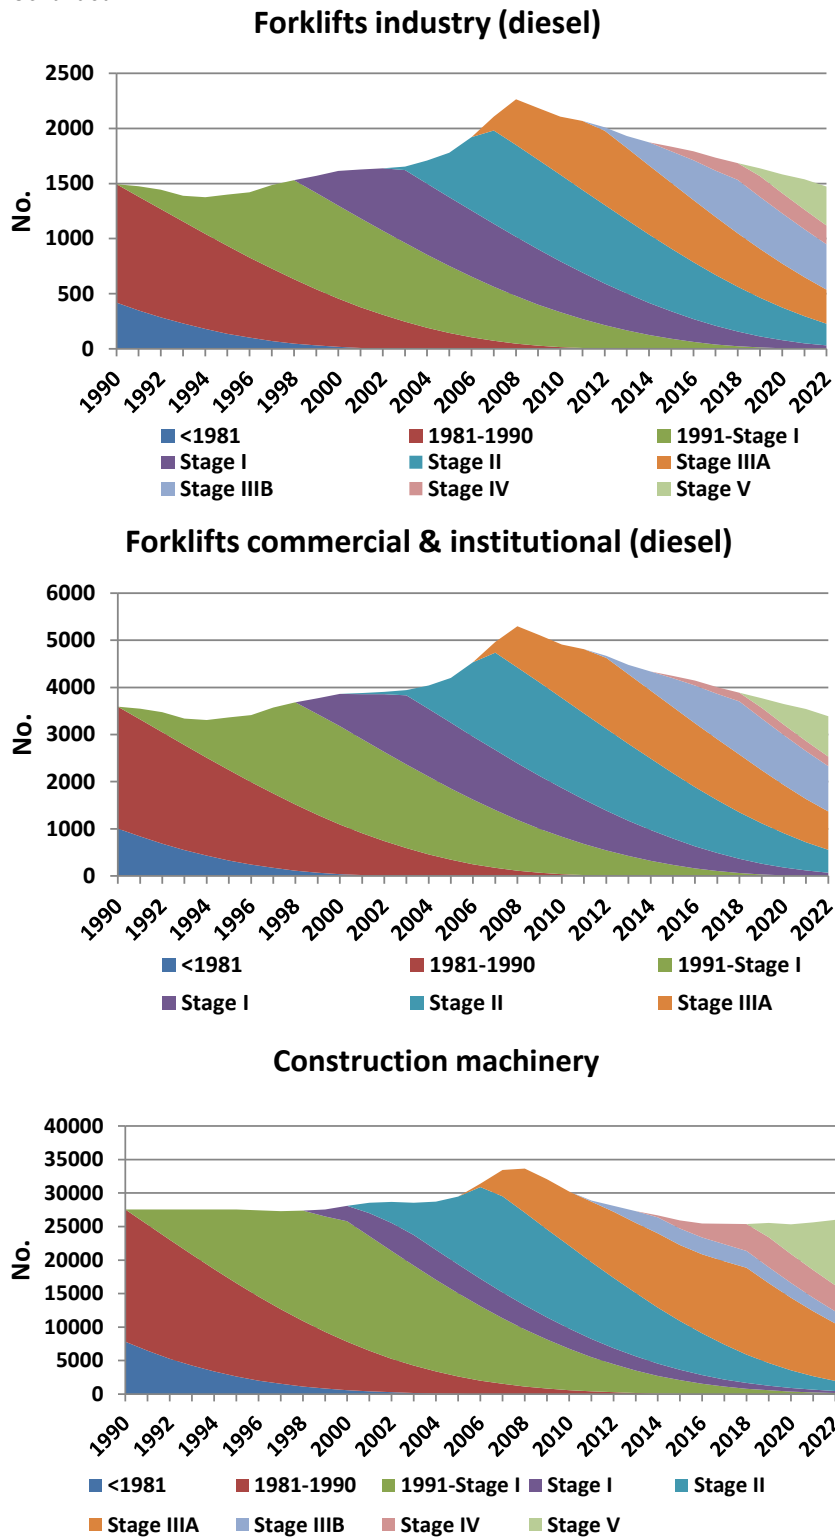 Forklifts industry (diesel)
2500
2000
1500
1000
500
0
No.
1990 1992 1994 1996 1998 2000 2002 2004 2006 2008 2010 2012 2014 2016 2018 2020 2022
<1981 1981-1990 1991-Stage I
Stage I Stage II Stage IIIA
Stage IIIB Stage IV Stage V
Forklifts commercial & institutional (diesel)
6000
5000
4000
3000
2000
1000
0
No.
1990 1992 1994 1996 1998 2000 2002 2004 2006 2008 2010 2012 2014 2016 2018 2020 2022
<1981 1981-1990 1991-Stage I
Stage I Stage II Stage IIIA
Construction machinery
40000
35000
30000
25000
20000
15000
10000
5000
0
No.
1990 1992 1994 1996 1998 2000 2002 2004 2006 2008 2010 2012 2014 2016 2018 2020 2022
<1981 1981-1990 1991-Stage I Stage I Stage II
Stage IIIA Stage IIIB Stage IV Stage V